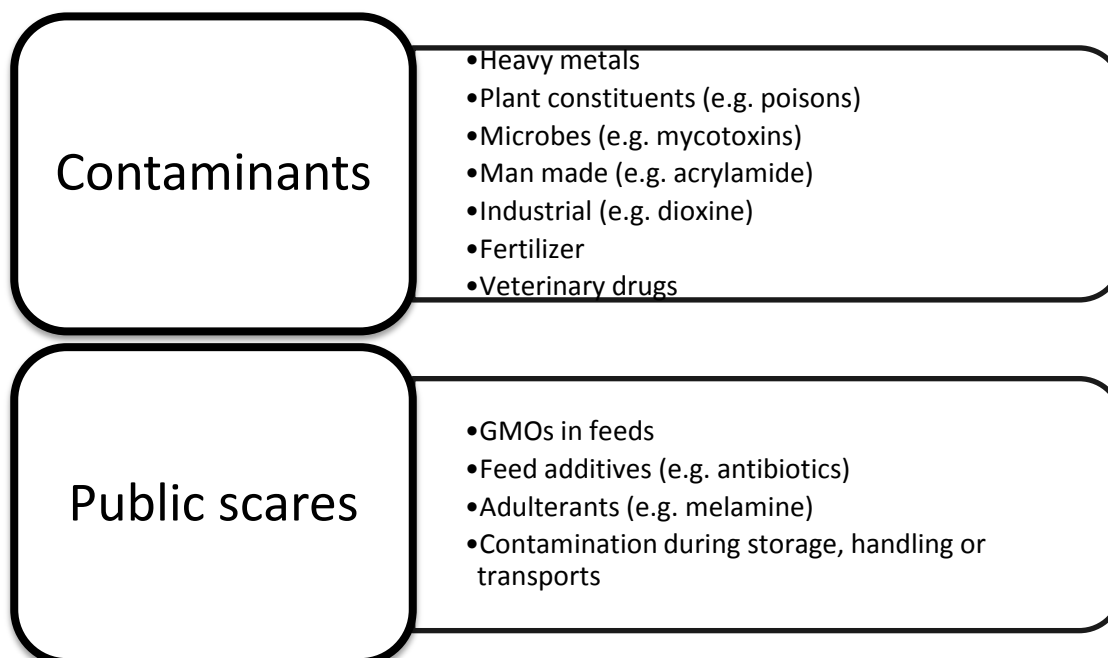 Contaminants
•Heavy metals
•Plant constituents (e.g. poisons)
•Microbes (e.g. mycotoxins)
•Man made (e.g. acrylamide)
•Industrial (e.g. dioxine)
•Fertilizer
•Veterinary drugs
Public scares
•GMOs in feeds
•Feed additives (e.g. antibiotics)
•Adulterants (e.g. melamine)
•Contamination during storage, handling or
transports